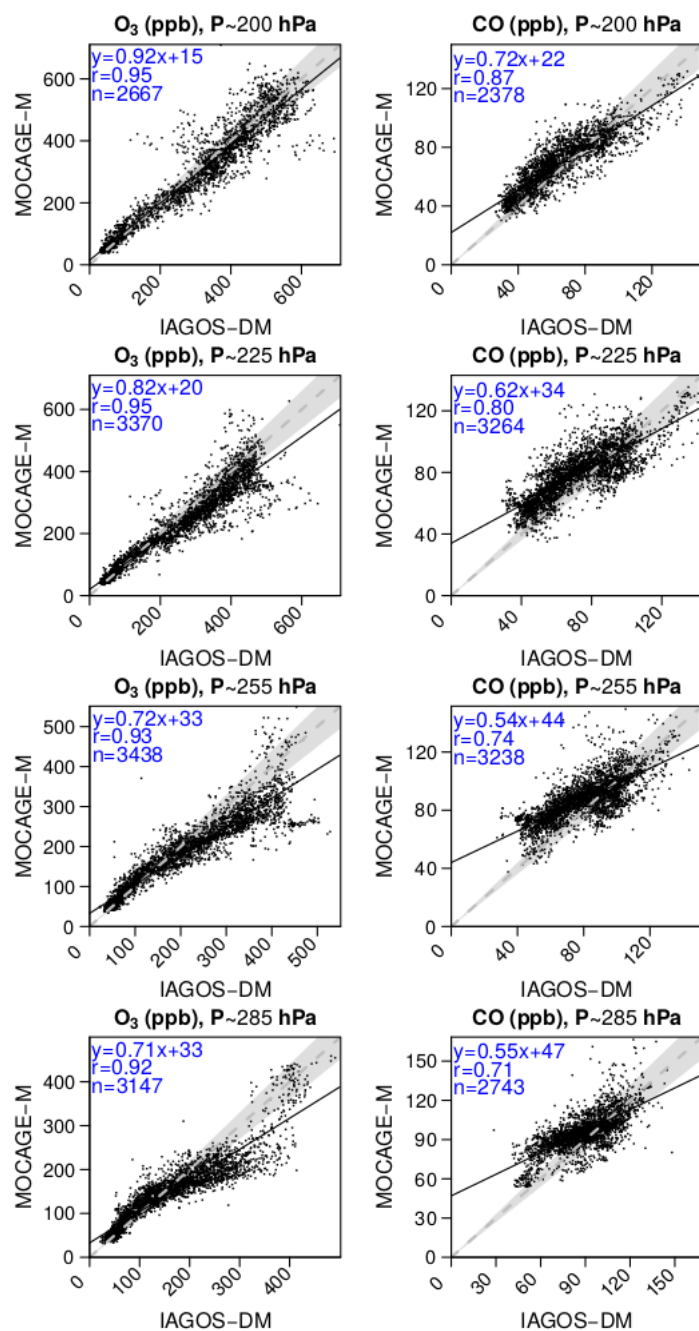 O₃ (ppb), P~200 hPa
y=0.92x+15
r=0.95
n=2667
MOCAGE−M
600
400
200
0
0 200 400 600
IAGOS−DM
CO (ppb), P~200 hPa
y=0.72x+22
r=0.87
n=2378
MOCAGE−M
120
80
40
0
0 40 80 120
IAGOS−DM
O₃ (ppb), P~225 hPa
y=0.82x+20
r=0.95
n=3370
MOCAGE−M
600
400
200
0
0 200 400 600
IAGOS−DM
CO (ppb), P~225 hPa
y=0.62x+34
r=0.80
n=3264
MOCAGE−M
120
80
40
0
0 40 80 120
IAGOS−DM
O₃ (ppb), P~255 hPa
y=0.72x+33
r=0.93
n=3438
MOCAGE−M
500
400
300
200
100
0
0 100 200 300 400 500
IAGOS−DM
CO (ppb), P~255 hPa
y=0.54x+44
r=0.74
n=3238
MOCAGE−M
120
80
40
0
0 40 80 120
IAGOS−DM
O₃ (ppb), P~285 hPa
y=0.71x+33
r=0.92
n=3147
MOCAGE−M
400
300
200
100
0
0 100 200 300 400
IAGOS−DM
CO (ppb), P~285 hPa
y=0.55x+47
r=0.71
n=2743
MOCAGE−M
150
120
90
60
30
0
0 30 60 90 120 150
IAGOS−DM